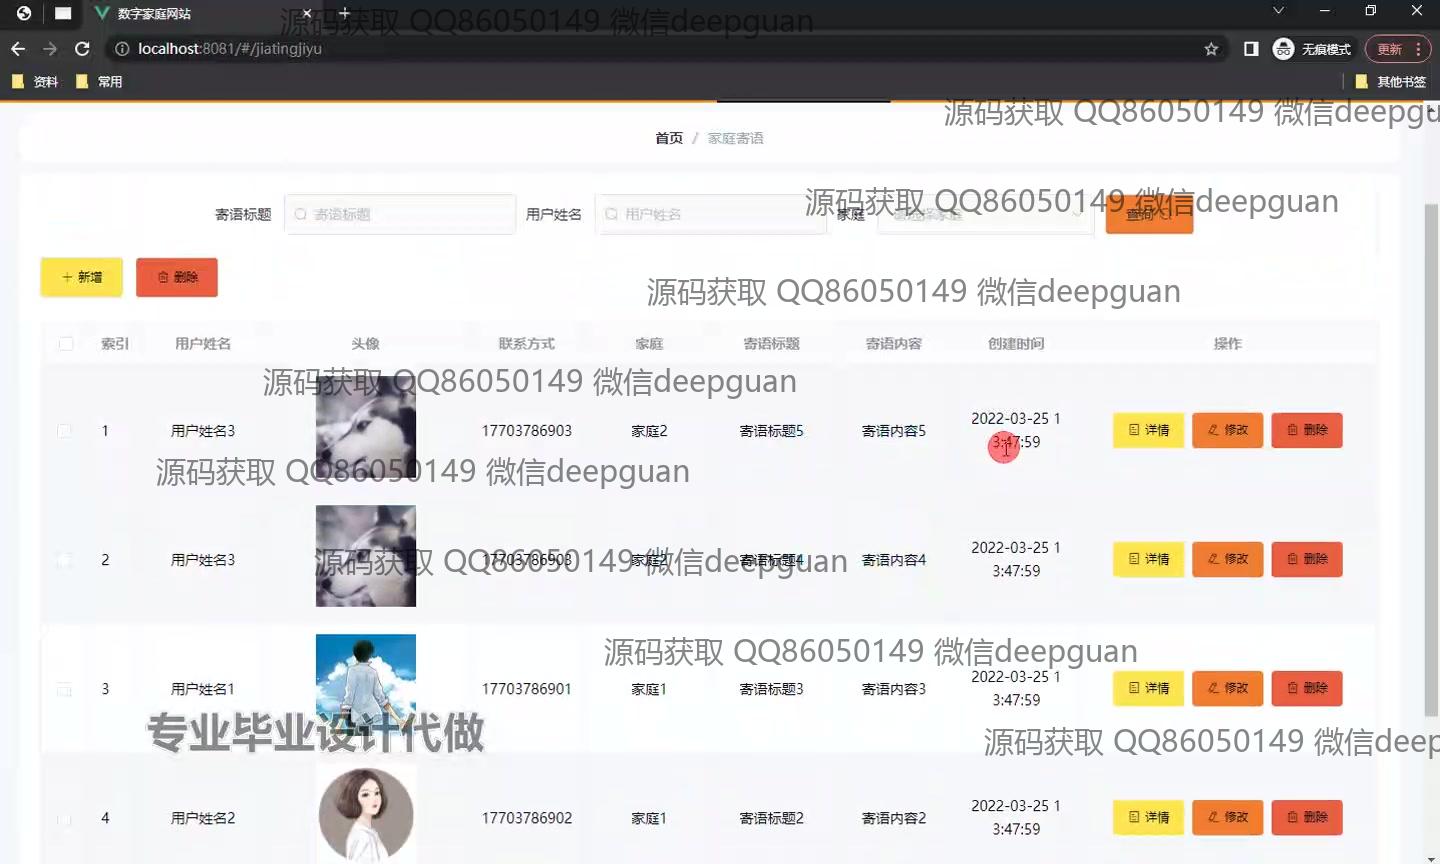 数字家庭网站
源码获取 QQ86050149 微信deepguan
localhost:8081/#/jiatingjiyu
无痕模式
更新
资料
常用
其他书签
源码获取 QQ86050149 微信deepgu
首页 / 家庭寄语
寄语标题
寄语标题
用户姓名
用户姓名
家庭
查询
源码获取 QQ86050149 微信deepguan
新增
删除
源码获取 QQ86050149 微信deepguan
索引 用户姓名 头像 联系方式 家庭 寄语标题 寄语内容 创建时间 操作
源码获取 QQ86050149 微信deepguan
1 用户姓名3 17703786903 家庭2 寄语标题5 寄语内容5 2022-03-25 1
3:47:59
详情 修改 删除
源码获取 QQ86050149 微信deepguan
2 用户姓名3 17703786903 家庭2 寄语标题4 寄语内容4 2022-03-25 1
3:47:59
详情 修改 删除
源码获取 QQ86050149 微信deepguan
源码获取 QQ86050149 微信deepguan
3 用户姓名1 17703786901 家庭1 寄语标题3 寄语内容3 2022-03-25 1
3:47:59
详情 修改 删除
专业毕业设计代做
源码获取 QQ86050149 微信deep
4 用户姓名2 17703786902 家庭1 寄语标题2 寄语内容2 2022-03-25 1
3:47:59
详情 修改 删除